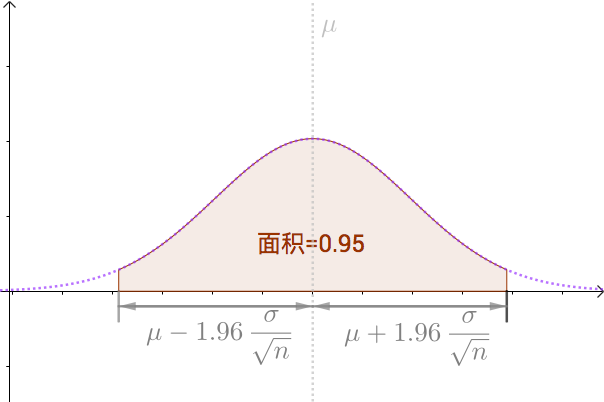 μ
面积=0.95
μ − 1.96 σ/√n
μ + 1.96 σ/√n